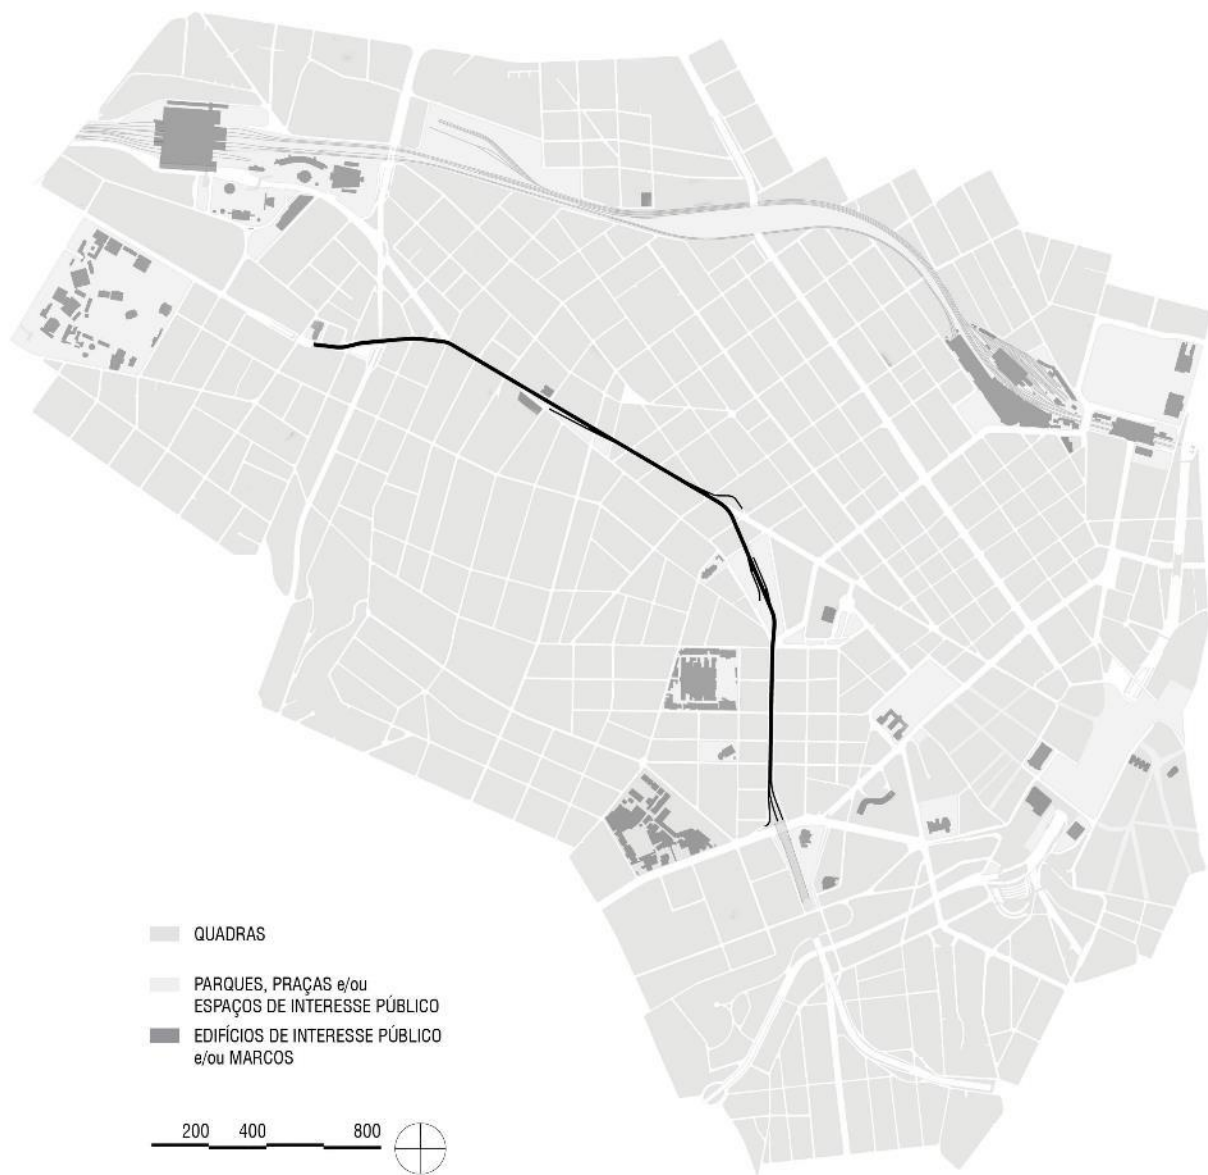 QUADRAS
PARQUES, PRAÇAS e/ou
ESPAÇOS DE INTERESSE PÚBLICO
EDIFÍCIOS DE INTERESSE PÚBLICO
e/ou MARCOS
200 400 800